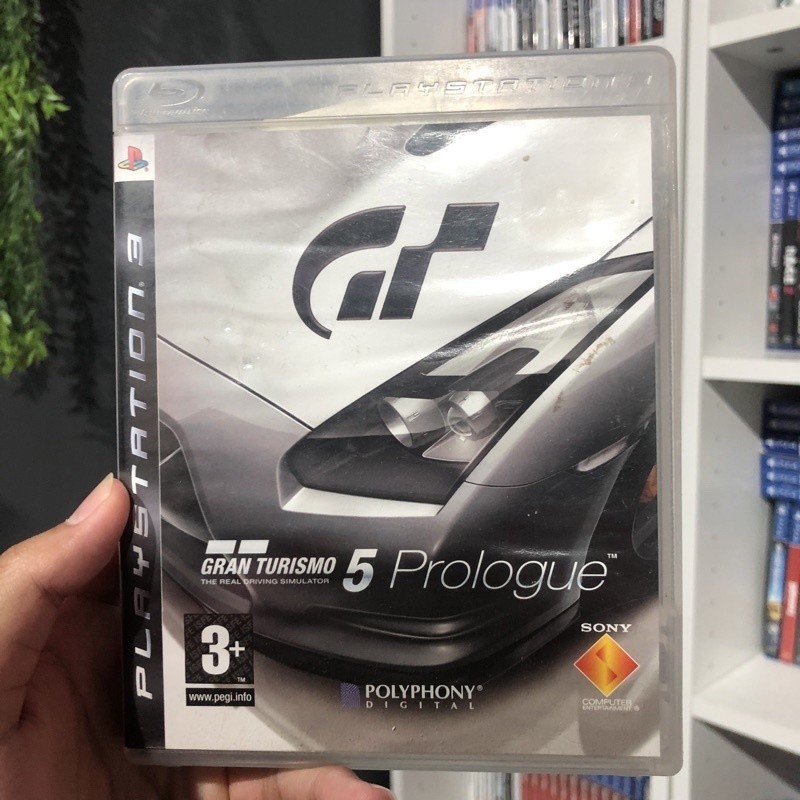 PLAYSTATION 3
PLAYSTATION 3
GT
GRAN TURISMO 5 Prologue™
THE REAL DRIVING SIMULATOR
3+™
www.pegi.info
POLYPHONY®
DIGITAL
SONY
COMPUTER
ENTERTAINMENT®